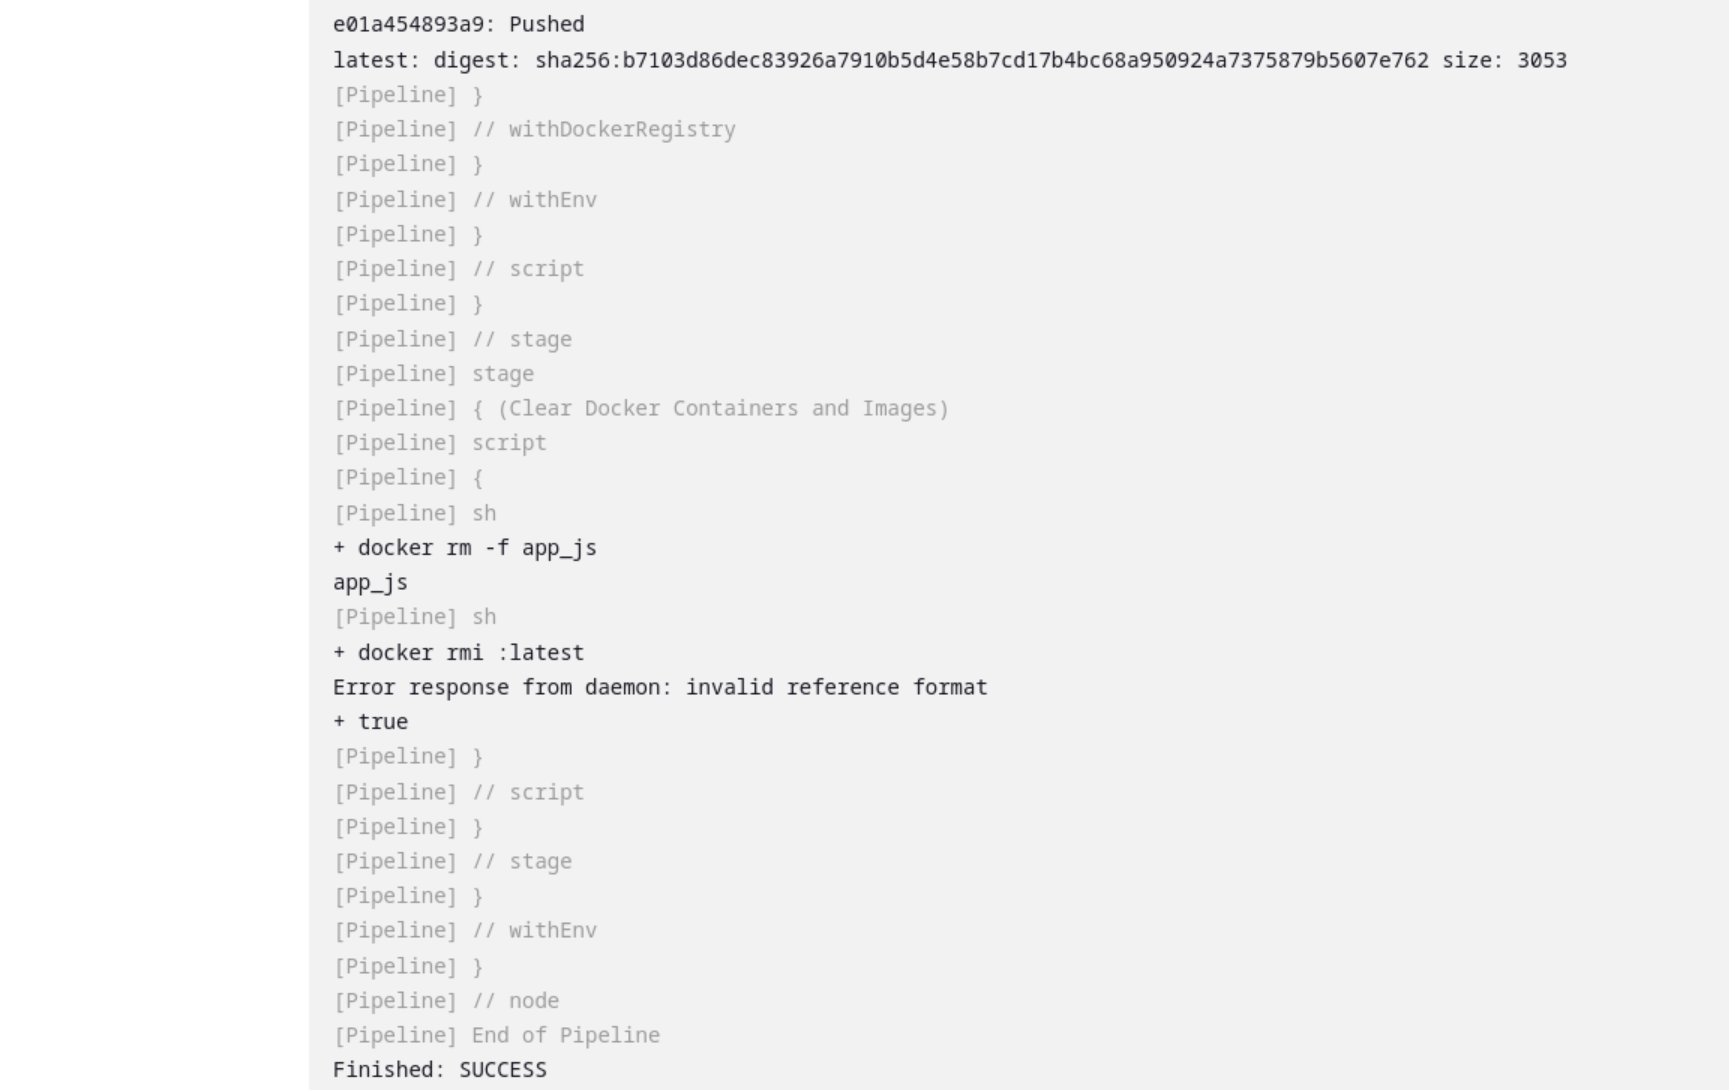 e01a454893a9: Pushed
latest: digest: sha256:b7103d86dec83926a7910b5d4e58b7cd17b4bc68a950924a7375879b5607e762 size: 3053
[Pipeline] }
[Pipeline] // withDockerRegistry
[Pipeline] }
[Pipeline] // withEnv
[Pipeline] }
[Pipeline] // script
[Pipeline] }
[Pipeline] // stage
[Pipeline] stage
[Pipeline] { (Clear Docker Containers and Images)
[Pipeline] script
[Pipeline] {
[Pipeline] sh
+ docker rm -f app_js
app_js
[Pipeline] sh
+ docker rmi :latest
Error response from daemon: invalid reference format
+ true
[Pipeline] }
[Pipeline] // script
[Pipeline] }
[Pipeline] // stage
[Pipeline] }
[Pipeline] // withEnv
[Pipeline] }
[Pipeline] // node
[Pipeline] End of Pipeline
Finished: SUCCESS